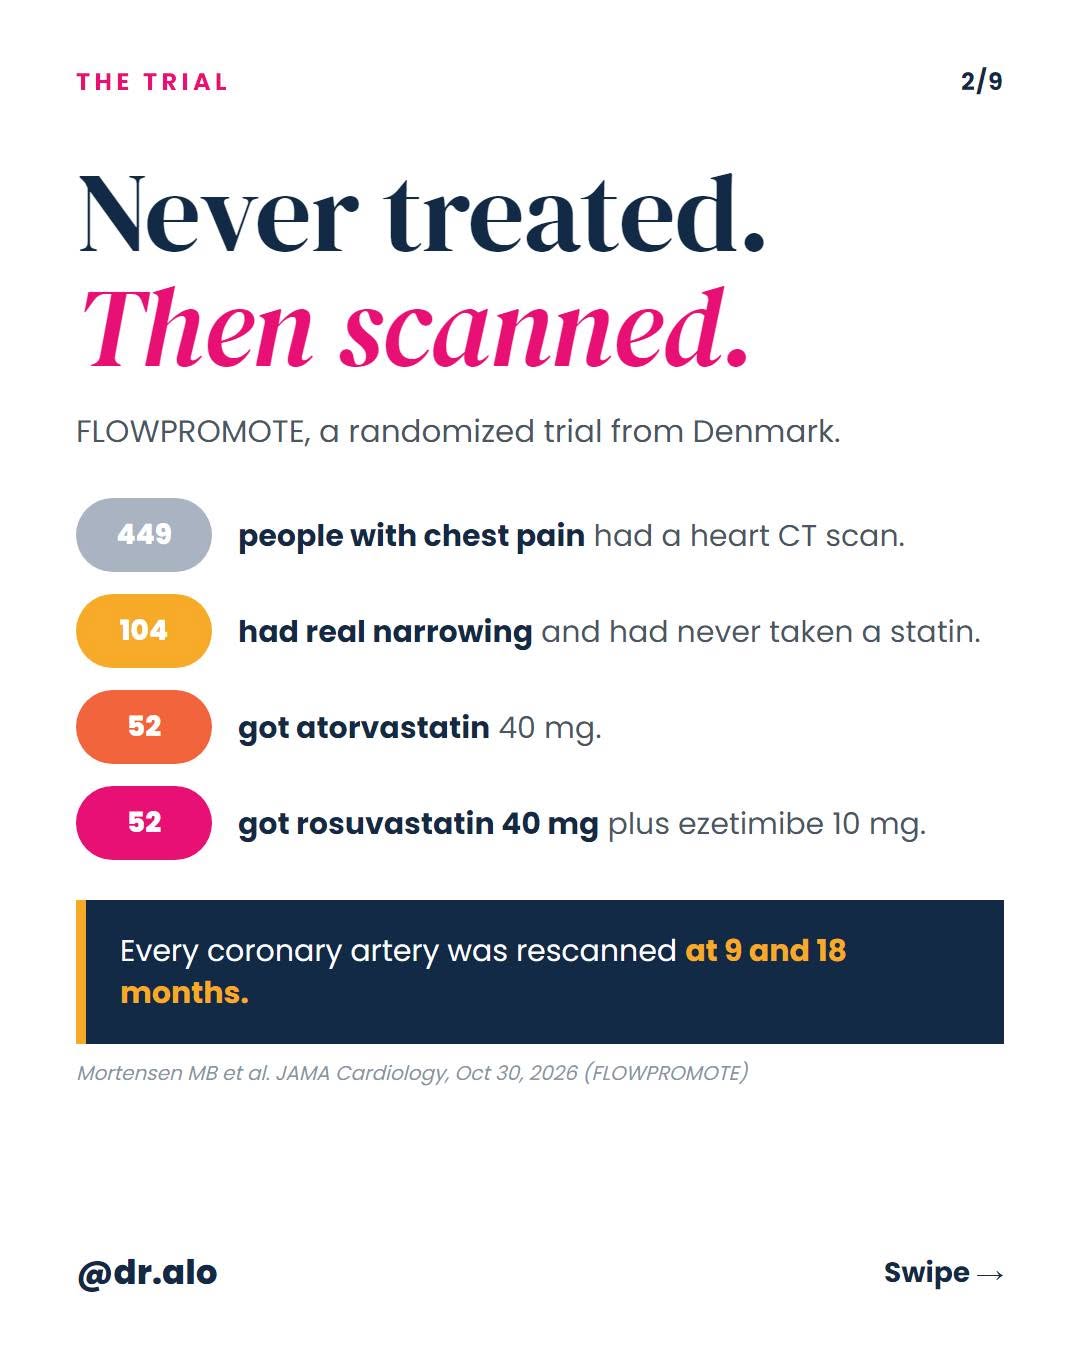 THE TRIAL
2/9
Never treated.
Then scanned.
FLOWPROMOTE, a randomized trial from Denmark.
449 people with chest pain had a heart CT scan.
104 had real narrowing and had never taken a statin.
52 got atorvastatin 40 mg.
52 got rosuvastatin 40 mg plus ezetimibe 10 mg.
Every coronary artery was rescanned at 9 and 18
months.
Mortensen MB et al. JAMA Cardiology, Oct 30, 2026 (FLOWPROMOTE)
@dr.alo
Swipe →